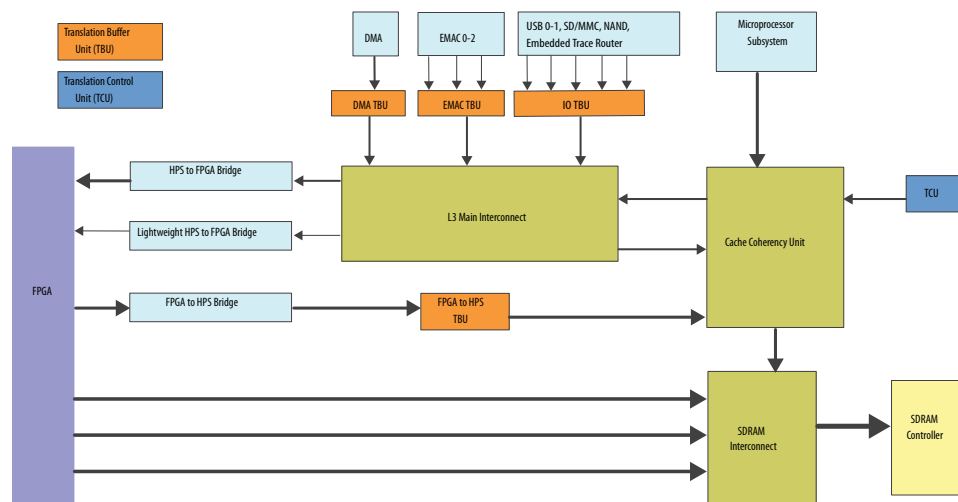 Translation Buffer
Unit (TBU)
Translation Control
Unit (TCU)
DMA
EMAC 0-2
USB 0-1, SD/MMC, NAND,
Embedded Trace Router
Microprocessor
Subsystem
DMA TBU
EMAC TBU
IO TBU
HPS to FPGA Bridge
L3 Main Interconnect
TCU
Lightweight HPS to FPGA Bridge
Cache Coherency Unit
FPGA
FPGA to HPS Bridge
FPGA to HPS
TBU
SDRAM
Interconnect
SDRAM
Controller